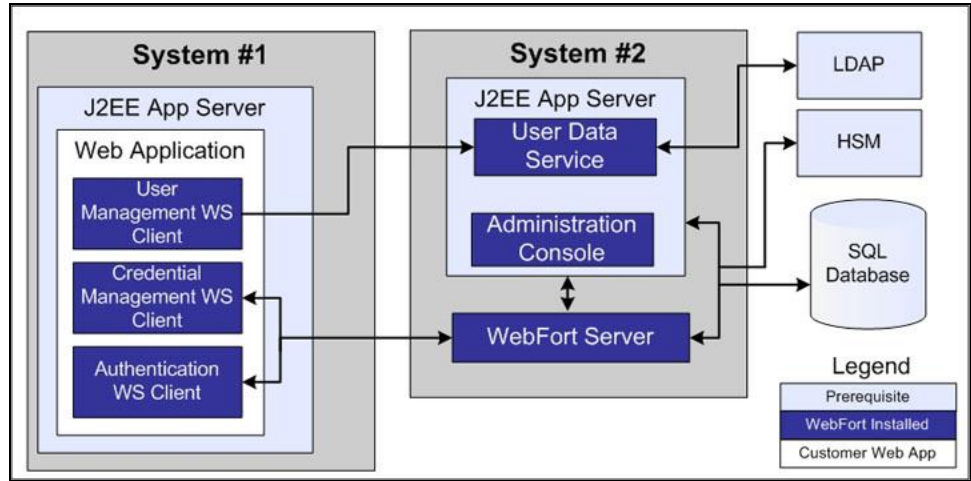 System #1
J2EE App Server
Web Application
User
Management WS
Client
Credential
Management WS
Client
Authentication
WS Client
System #2
J2EE App Server
User Data
Service
Administration
Console
WebFort Server
LDAP
HSM
SQL
Database
Legend
Prerequisite
WebFort Installed
Customer Web App